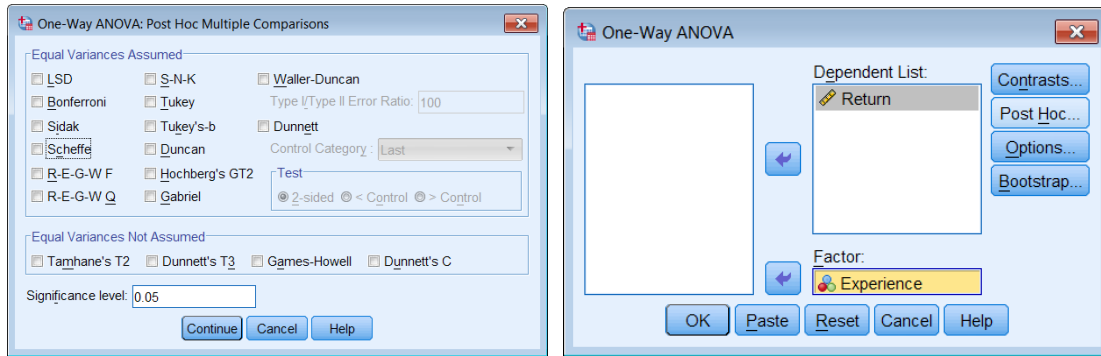 One-Way ANOVA: Post Hoc Multiple Comparisons
Equal Variances Assumed
LSD
S-N-K
Waller-Duncan
Bonferroni
Tukey
Type I/Type II Error Ratio: 100
Sidak
Tukey's-b
Dunnett
Scheffe
Duncan
Control Category : Last
R-E-G-W F
Hochberg's GT2
Test
R-E-G-W Q
Gabriel
2-sided < Control > Control
Equal Variances Not Assumed
Tamhane's T2 Dunnett's T3 Games-Howell Dunnett's C
Significance level: 0.05
Continue Cancel Help
One-Way ANOVA
Dependent List:
Return
Contrasts...
Post Hoc...
Options...
Bootstrap...
Factor:
Experience
OK Paste Reset Cancel Help